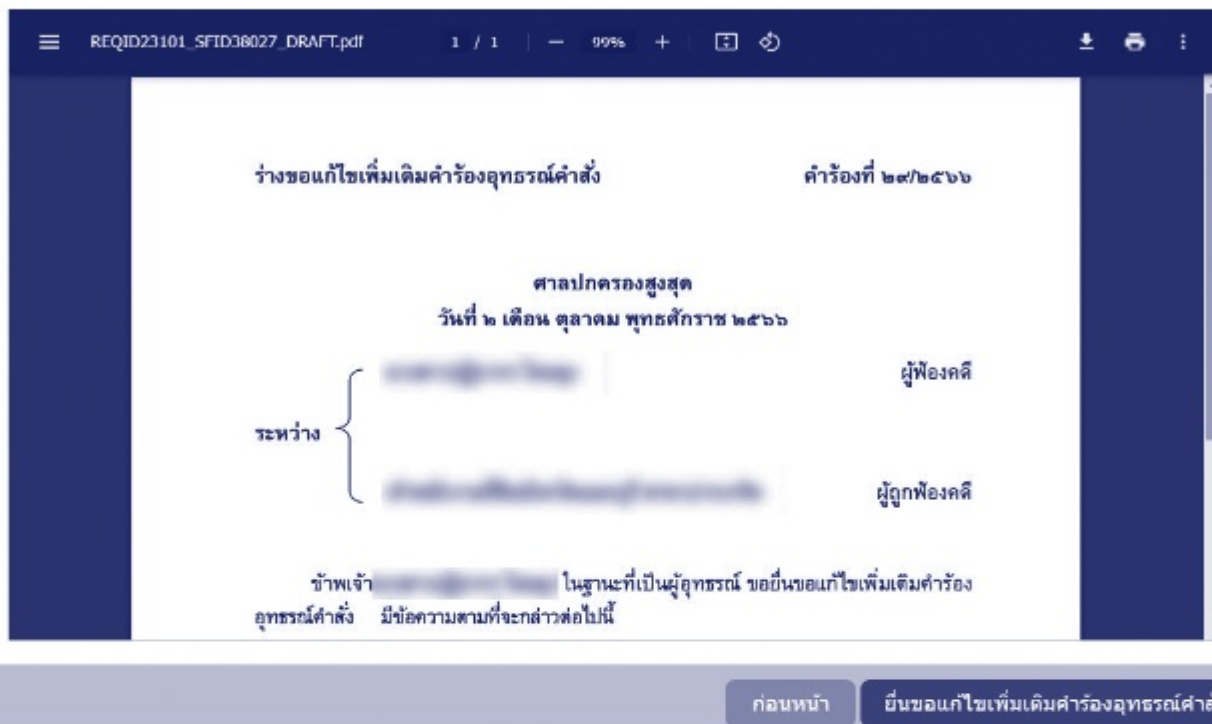 REQID23101_SFID38027_DRAFT.pdf 1 / 1 | — 99% +
ร่างขอแก้ไขเพิ่มเติมคำร้องอุทธรณ์คำสั่ง คำร้องที่ ๒๙/๒๕๖๖
ศาลปกครองสูงสุด
วันที่ ๒ เดือน ตุลาคม พุทธศักราช ๒๕๖๖
ผู้ฟ้องคดี
ระหว่าง
ผู้ถูกฟ้องคดี
ข้าพเจ้า ในฐานะที่เป็นผู้อุทธรณ์ ขอยื่นขอแก้ไขเพิ่มเติมคำร้อง
อุทธรณ์คำสั่ง มีข้อความตามที่จะกล่าวต่อไปนี้
ก่อนหน้า ยื่นขอแก้ไขเพิ่มเติมคำร้องอุทธรณ์คำสั